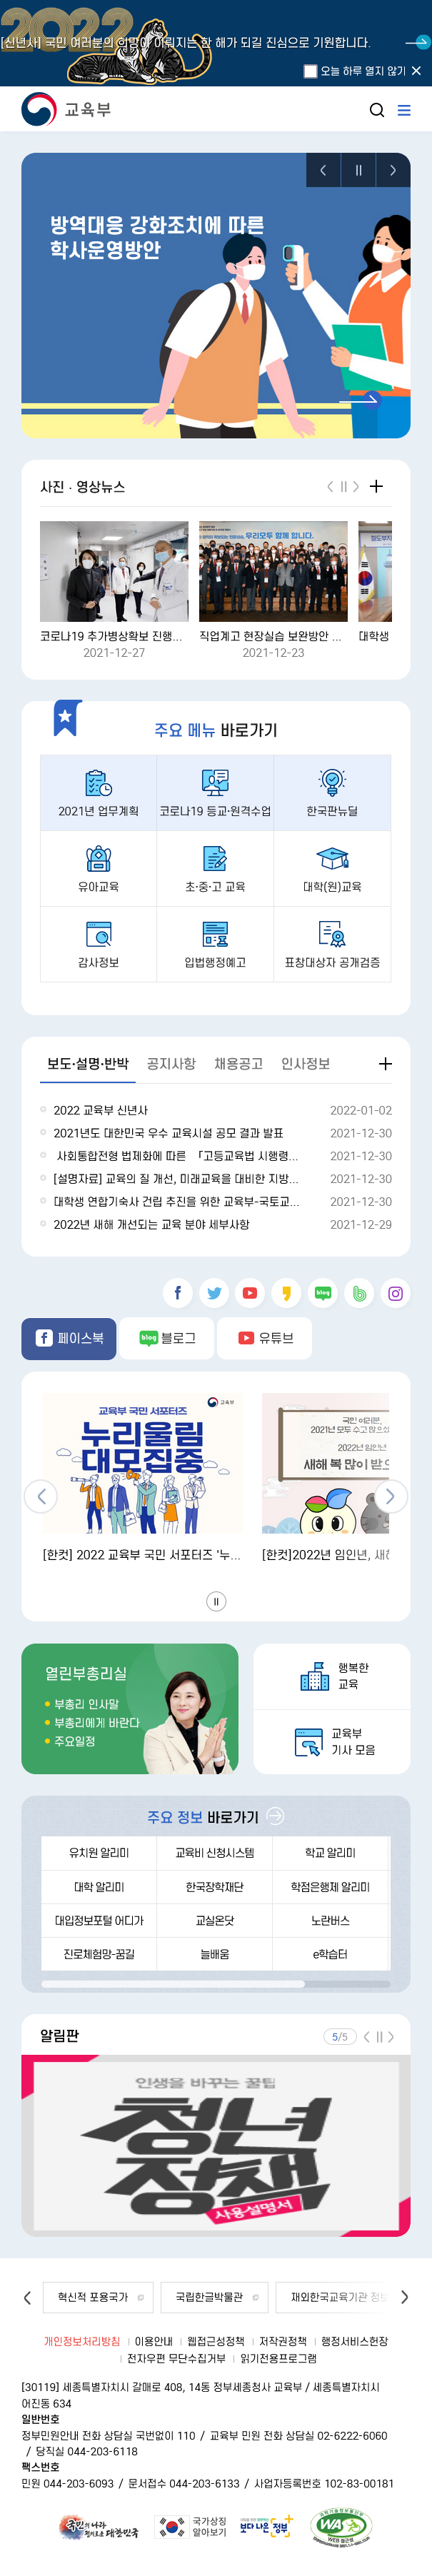 2022
[신년사] 국민 여러분의 희망이 이뤄지는 한 해가 되길 진심으로 기원합니다.
오늘 하루 열지 않기
교육부
방역대응 강화조치에 따른
학사운영방안
사진 · 영상뉴스
우리모두 함께 합니다.
코로나19 추가병상확보 진행...
2021-12-27
직업계고 현장실습 보완방안 ...
2021-12-23
대학생
주요 메뉴 바로가기
2021년 업무계획
코로나19 등교·원격수업
한국판뉴딜
유아교육
초·중·고 교육
대학(원)교육
감사정보
입법행정예고
표창대상자 공개검증
보도·설명·반박
공지사항
채용공고
인사정보
2022 교육부 신년사 2022-01-02
2021년도 대한민국 우수 교육시설 공모 결과 발표 2021-12-30
사회통합전형 법제화에 따른 「고등교육법 시행령... 2021-12-30
[설명자료] 교육의 질 개선, 미래교육을 대비한 지방... 2021-12-30
대학생 연합기숙사 건립 추진을 위한 교육부-국토교... 2021-12-30
2022년 새해 개선되는 교육 분야 세부사항 2021-12-29
blog
페이스북
blog 블로그
유튜브
교육부
교육부 국민 서포터즈
누리울림
대모집중
국민 여러분,
2021년 모두 수고 많으셨
2022년 임인년
새해 복 많이 받으
[한컷] 2022 교육부 국민 서포터즈 '누...
[한컷]2022년 임인년, 새해
열린부총리실
부총리 인사말
부총리에게 바란다
주요일정
행복한
교육
교육부
기사 모음
주요 정보 바로가기
유치원 알리미
교육비 신청시스템
학교 알리미
대학 알리미
한국장학재단
학점은행제 알리미
대입정보포털 어디가
교실온닷
노란버스
진로체험망-꿈길
늘배움
e학습터
알림판
5/5
인생을 바꾸는 꿀팁
청년
정책
사용설명서
혁신적 포용국가
국립한글박물관
재외한국교육기관 정보
개인정보처리방침
이용안내
웹접근성정책
저작권정책
행정서비스헌장
전자우편 무단수집거부
읽기전용프로그램
[30119] 세종특별자치시 갈매로 408, 14동 정부세종청사 교육부 / 세종특별자치시
어진동 634
일반번호
정부민원안내 전화 상담실 국번없이 110 / 교육부 민원 전화 상담실 02-6222-6060
/ 당직실 044-203-6118
팩스번호
민원 044-203-6093 / 문서접수 044-203-6133 / 사업자등록번호 102-83-00181
국민의 나라
정의로운 대한민국
국가상징
알아보기
보다 나은 정부
WA